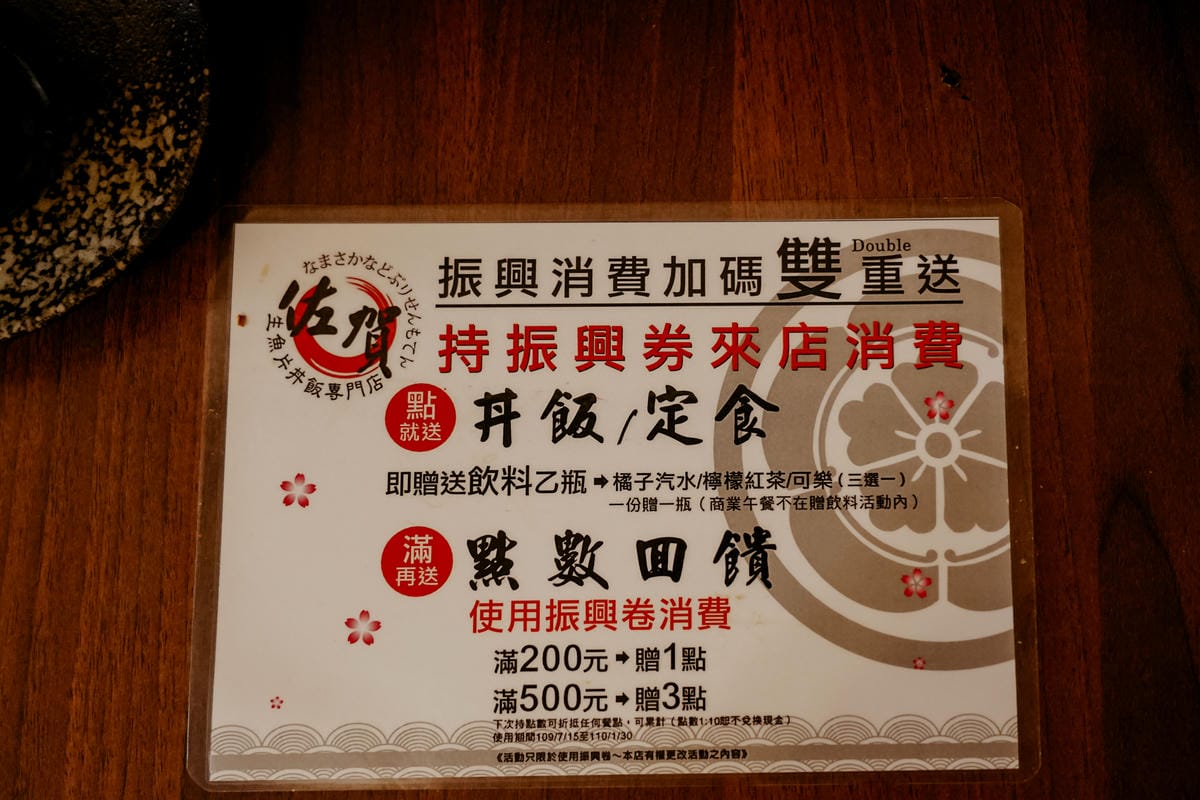 なまさかなどぶりせんもてん
佐賀
生魚片丼飯專門店
振興消費加碼雙重送 Double
持振興券來店消費
點就送
丼飯/定食
即贈送飲料乙瓶➡橘子汽水/檸檬紅茶/可樂(三選一)
一份贈一瓶(商業午餐不在贈飲料活動內)
滿再送
點數回饋
使用振興卷消費
滿200元➡贈1點
滿500元➡贈3點
下次持點數可折抵任何餐點,可累計(點數1:10恕不兌換現金)
使用期間109/7/15至110/1/30
《活動只限於使用振興卷~本店有權更改活動之內容》